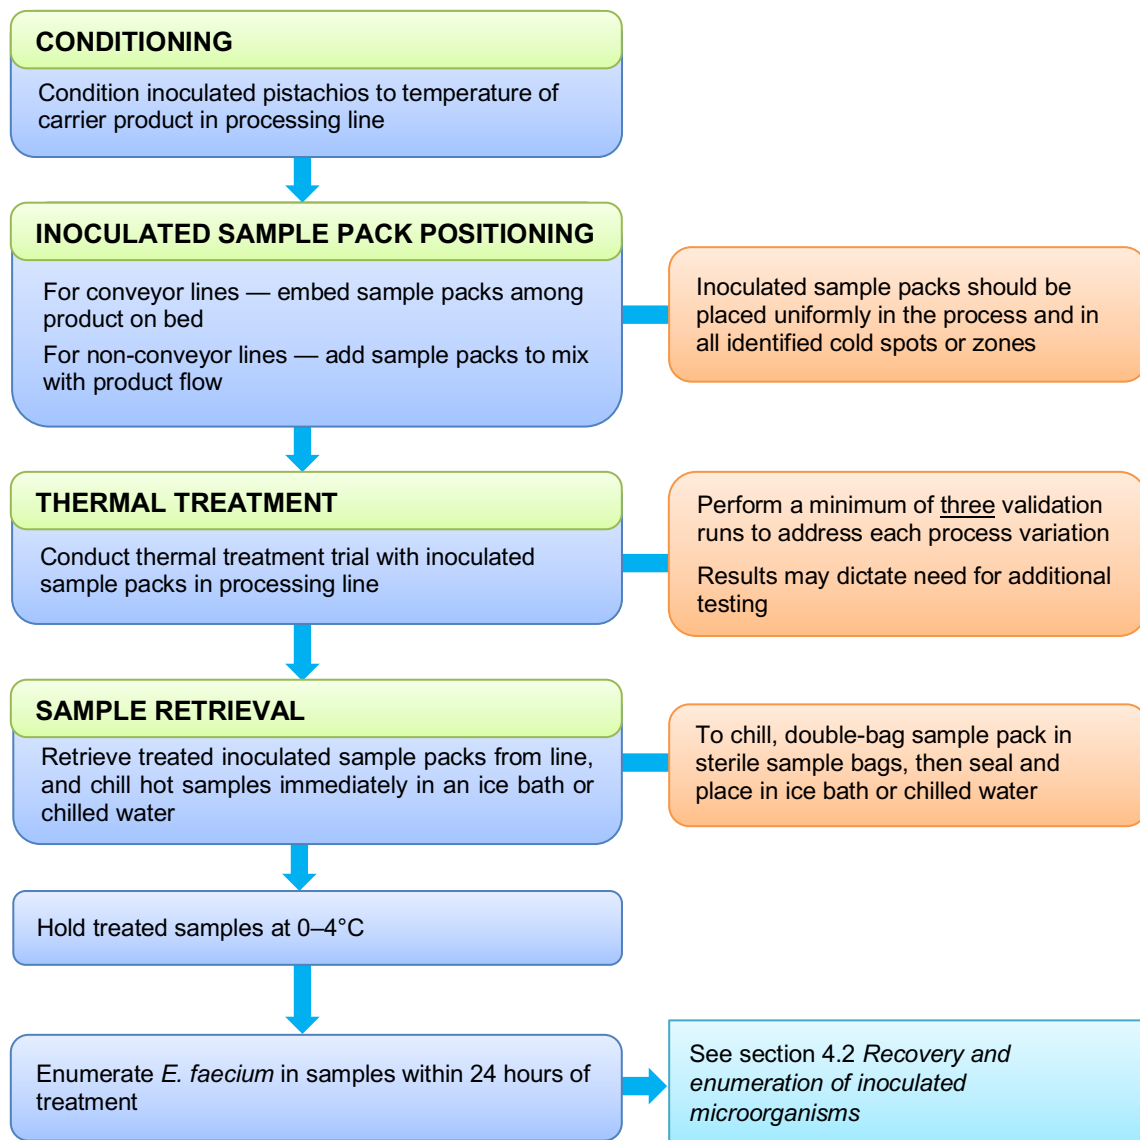 CONDITIONING
Condition inoculated pistachios to temperature of
carrier product in processing line
INOCULATED SAMPLE PACK POSITIONING
For conveyor lines — embed sample packs among
product on bed
For non-conveyor lines — add sample packs to mix
with product flow
Inoculated sample packs should be
placed uniformly in the process and in
all identified cold spots or zones
THERMAL TREATMENT
Conduct thermal treatment trial with inoculated
sample packs in processing line
Perform a minimum of three validation
runs to address each process variation
Results may dictate need for additional
testing
SAMPLE RETRIEVAL
Retrieve treated inoculated sample packs from line,
and chill hot samples immediately in an ice bath or
chilled water
To chill, double-bag sample pack in
sterile sample bags, then seal and
place in ice bath or chilled water
Hold treated samples at 0–4°C
Enumerate E. faecium in samples within 24 hours of
treatment
See section 4.2 Recovery and
enumeration of inoculated
microorganisms